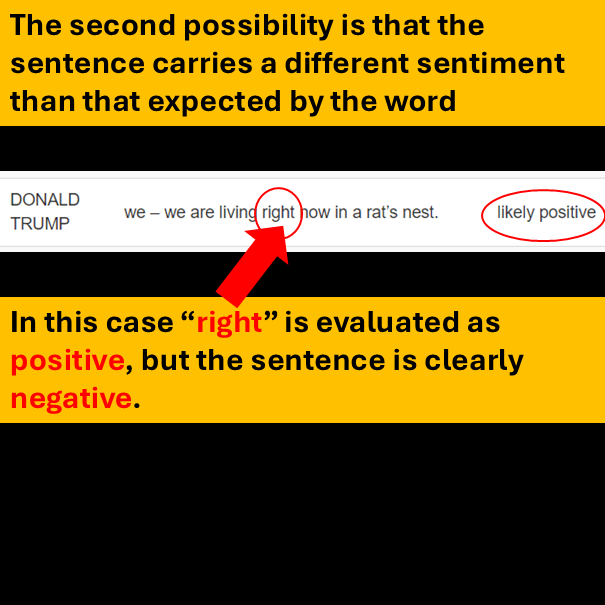 The second possibility is that the
sentence carries a different sentiment
than that expected by the word
DONALD
TRUMP
we – we are living right now in a rat’s nest.
likely positive
In this case “right” is evaluated as
positive, but the sentence is clearly
negative.